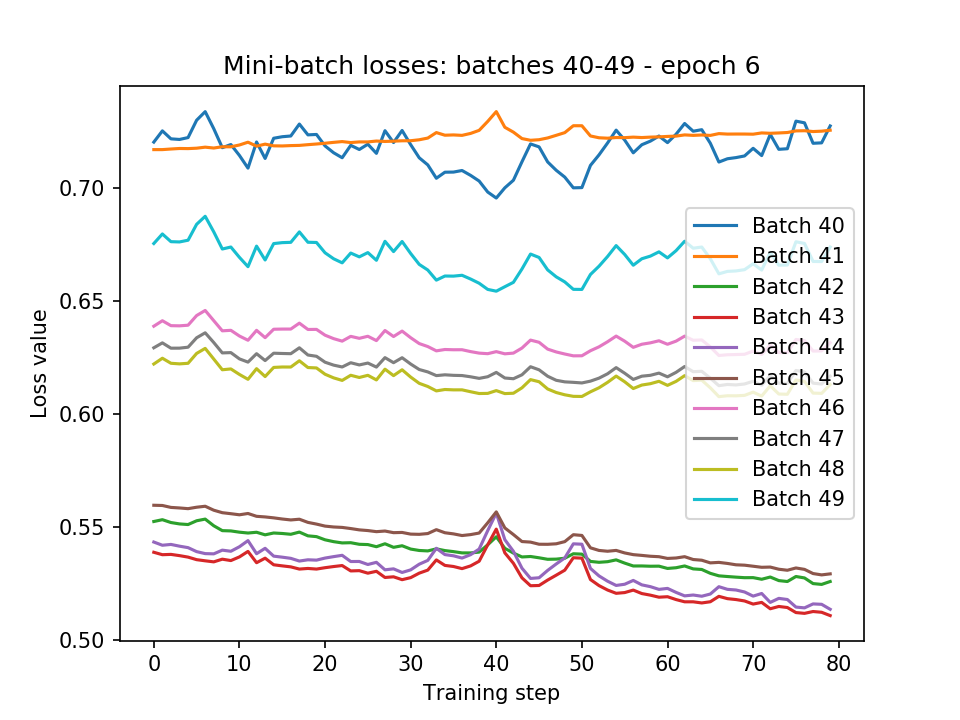 Mini-batch losses: batches 40-49 - epoch 6
Loss value
0.70
0.65
0.60
0.55
0.50
Batch 40
Batch 41
Batch 42
Batch 43
Batch 44
Batch 45
Batch 46
Batch 47
Batch 48
Batch 49
0 10 20 30 40 50 60 70 80
Training step